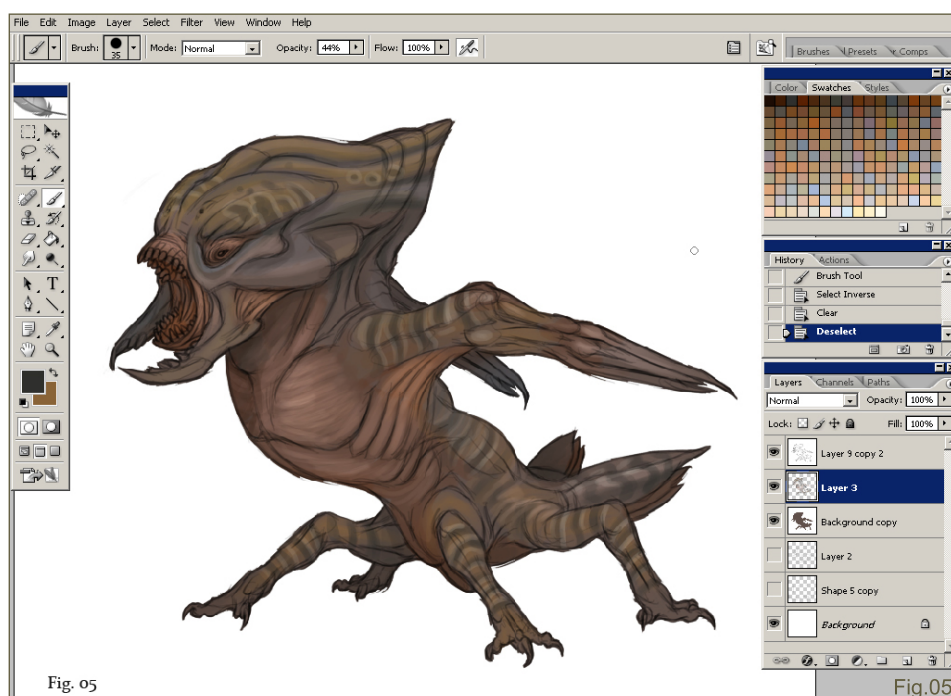 File Edit Image Layer Select Filter View Window Help
Brush: 35 Mode: Normal Opacity: 44% Flow: 100%
Brushes Presets Comps
Color Swatches Styles
History Actions
Brush Tool
Select Inverse
Clear
Deselect
Layers Channels Paths
Normal Opacity: 100%
Lock: Fill: 100%
Layer 9 copy 2
Layer 3
Background copy
Layer 2
Shape 5 copy
Background
T
Fig. 05
Fig.05